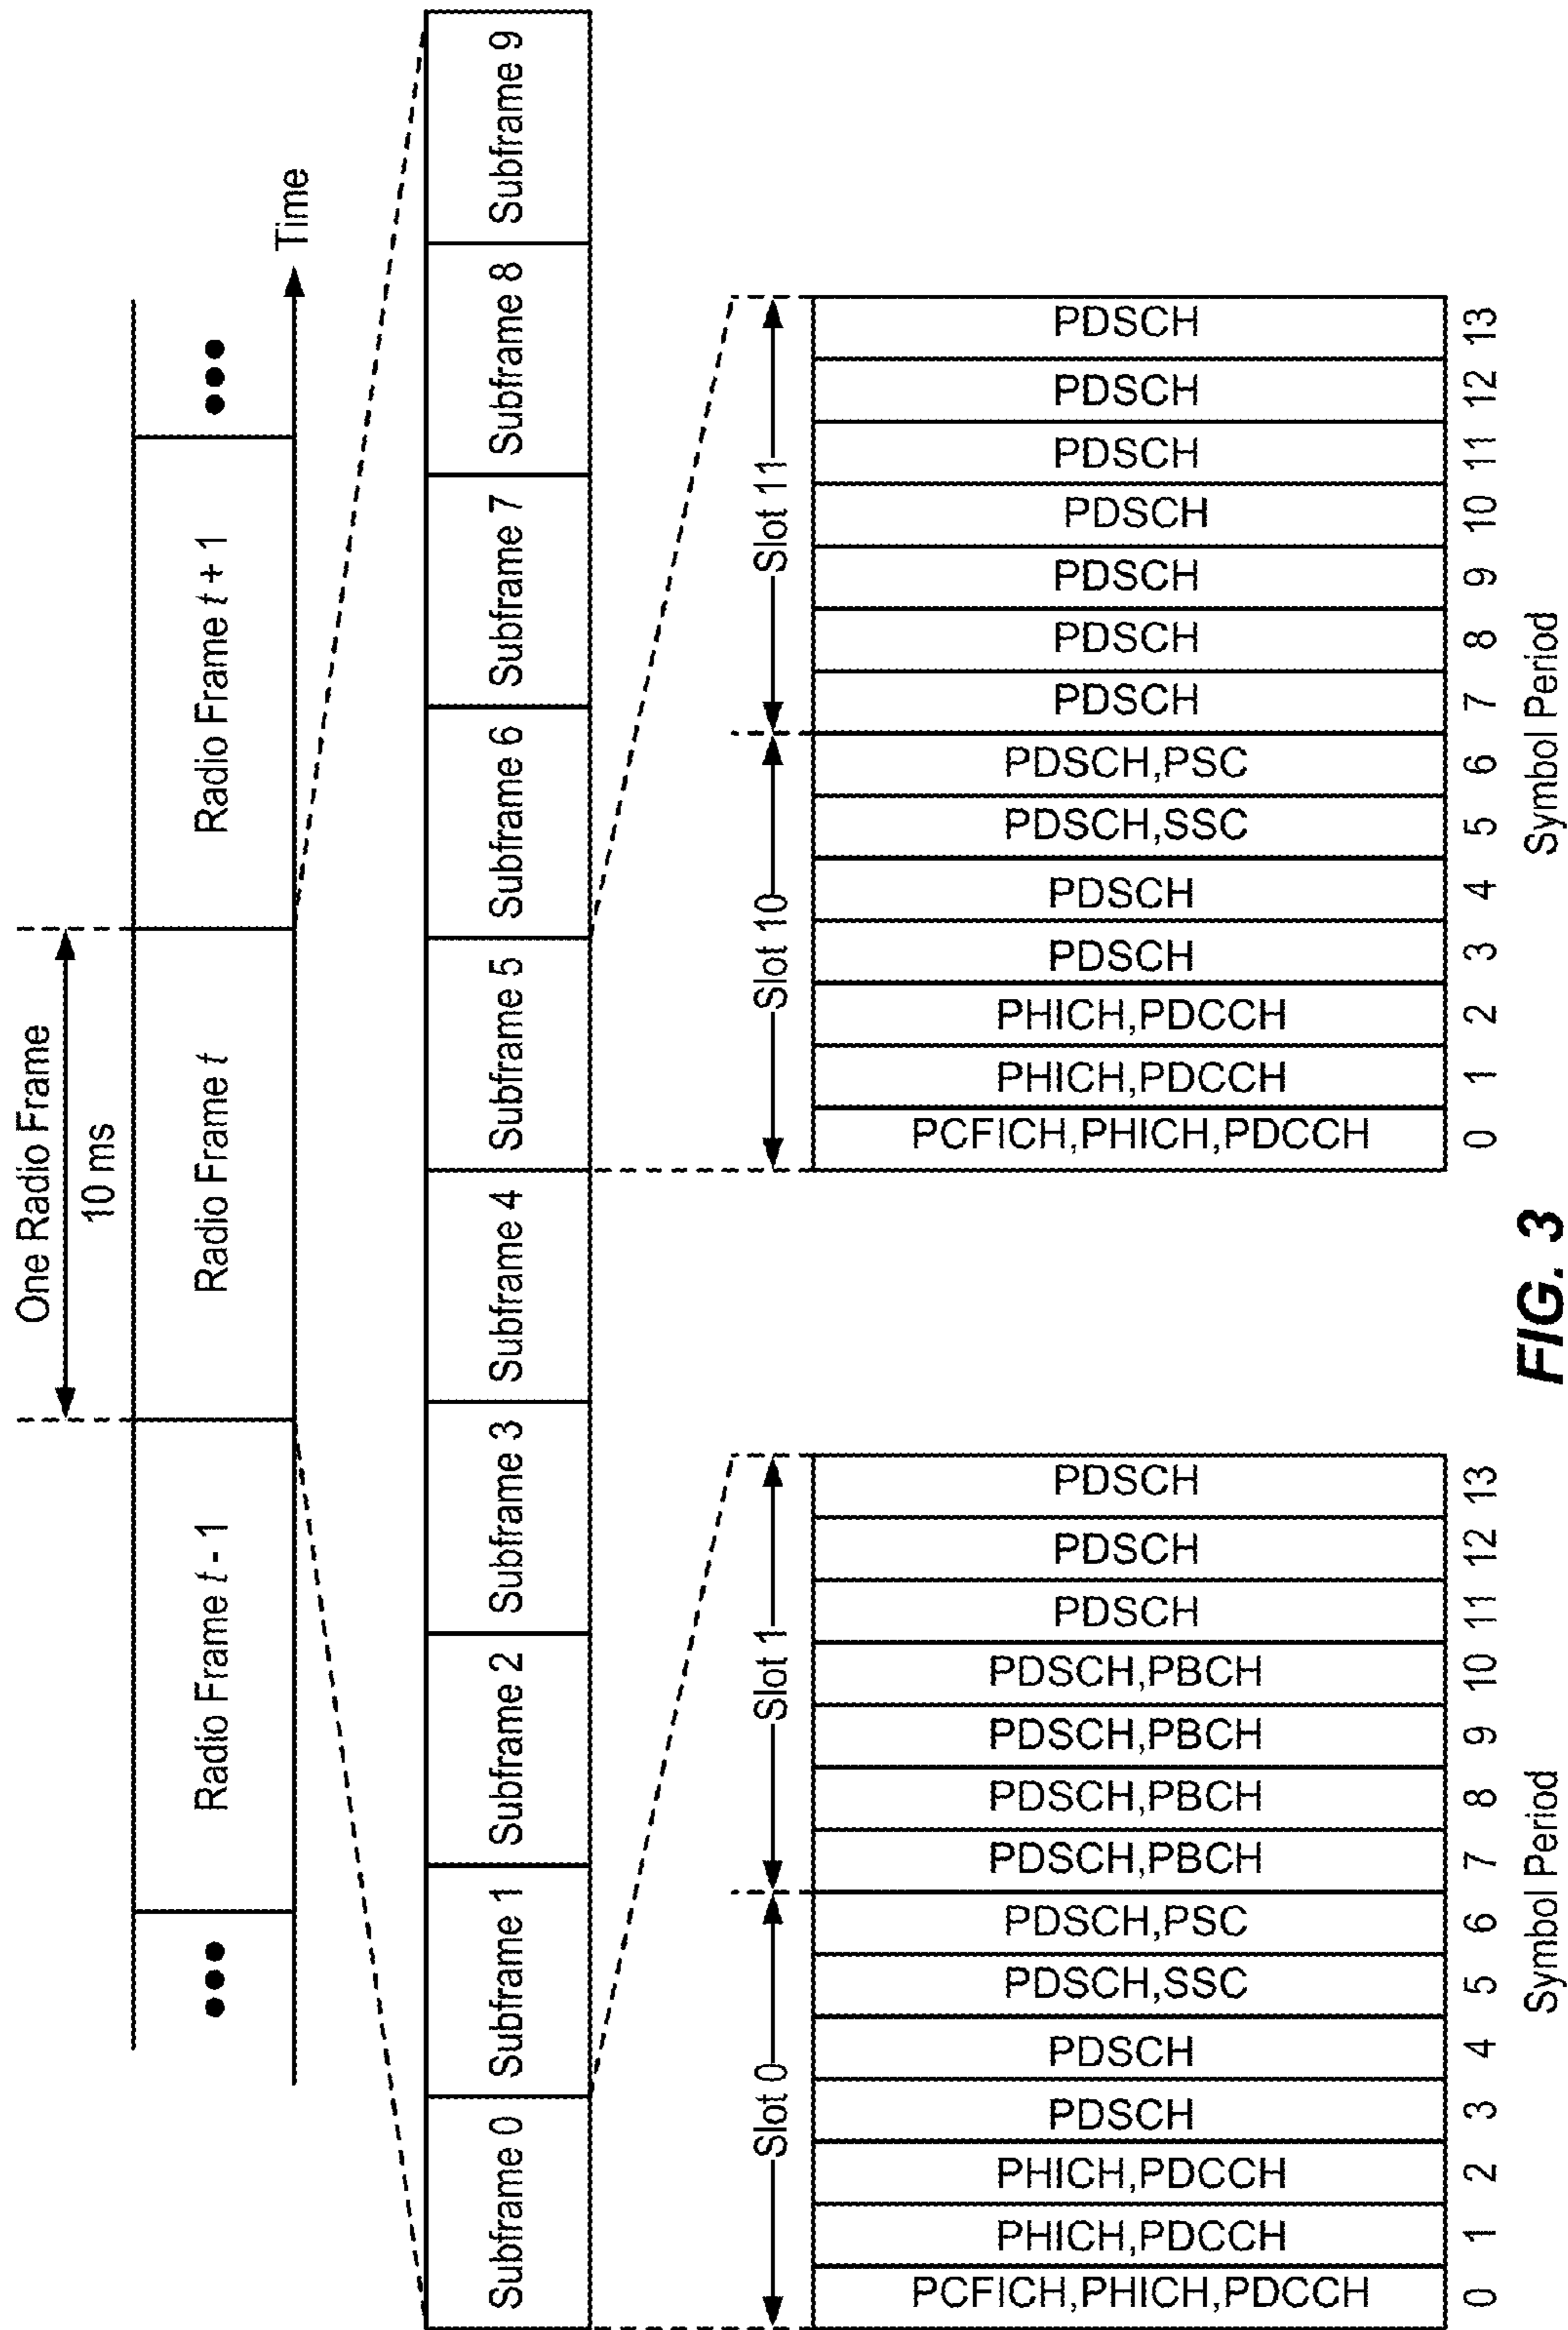 One Radio Frame
10 ms
Radio Frame t - 1
Radio Frame t
Radio Frame t + 1
Time
Subframe 0
Subframe 1
Subframe 2
Subframe 3
Subframe 4
Subframe 5
Subframe 6
Subframe 7
Subframe 8
Subframe 9
Slot 0
Slot 1
PCFICH,PHICH,PDCCH
PHICH,PDCCH
PHICH,PDCCH
PDSCH
PDSCH
PDSCH,SSC
PDSCH,PSC
PDSCH,PBCH
PDSCH,PBCH
PDSCH,PBCH
PDSCH,PBCH
PDSCH
PDSCH
PDSCH
0 1 2 3 4 5 6 7 8 9 10 11 12 13
Symbol Period
Slot 10
Slot 11
PCFICH,PHICH,PDCCH
PHICH,PDCCH
PHICH,PDCCH
PDSCH
PDSCH
PDSCH,SSC
PDSCH,PSC
PDSCH
PDSCH
PDSCH
PDSCH
PDSCH
PDSCH
PDSCH
0 1 2 3 4 5 6 7 8 9 10 11 12 13
Symbol Period
FIG. 3